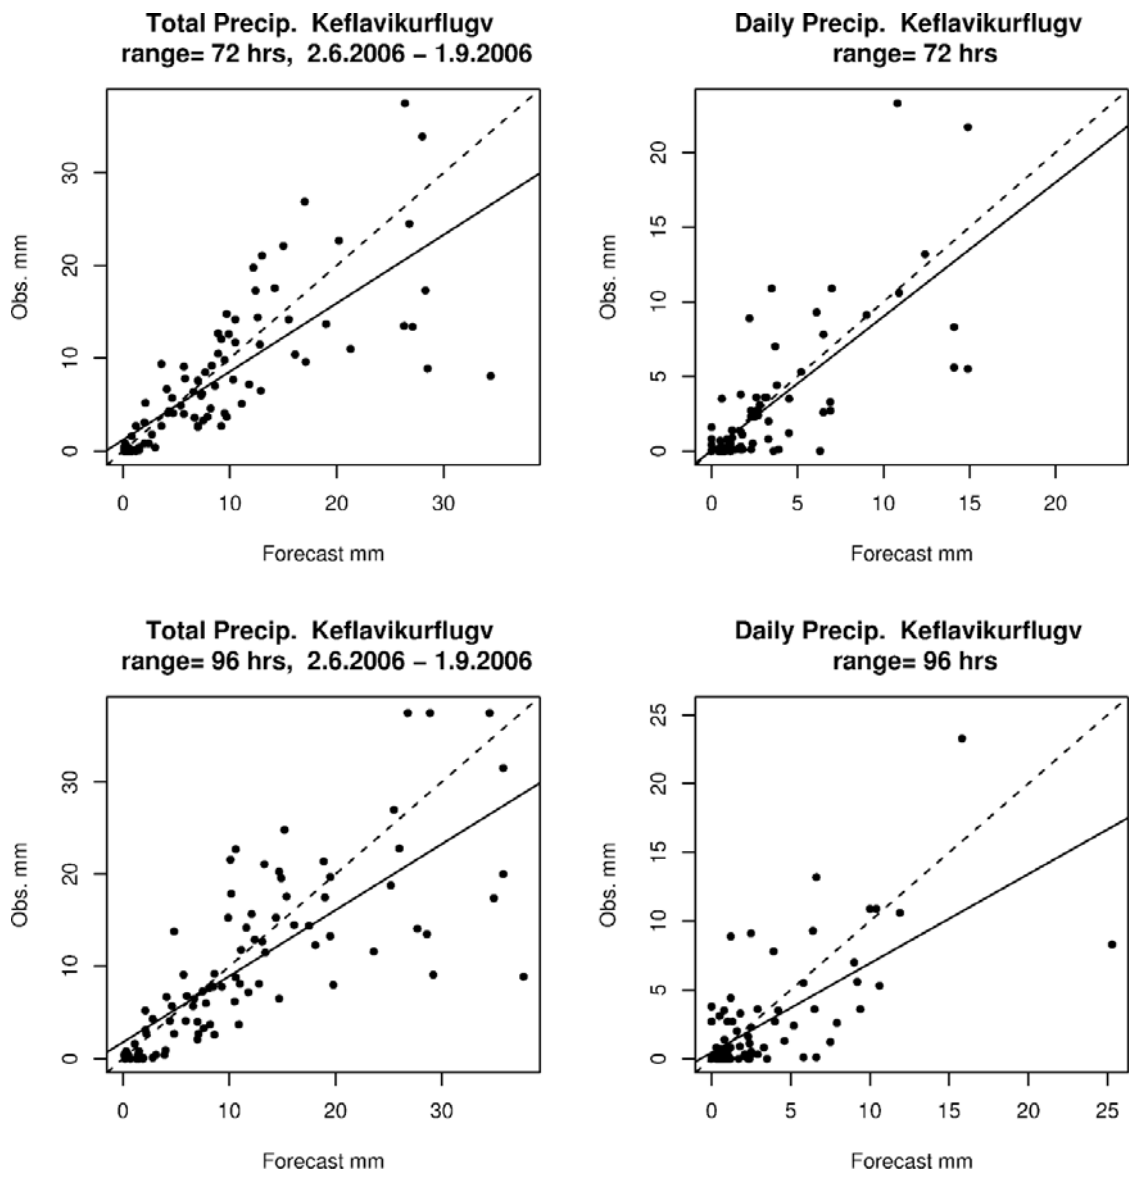 Total Precip. Keflavikurflugv
range= 72 hrs, 2.6.2006 – 1.9.2006
Obs. mm
30
20
10
0
0 10 20 30
Forecast mm
Daily Precip. Keflavikurflugv
range= 72 hrs
Obs. mm
20
15
10
5
0
0 5 10 15 20
Forecast mm
Total Precip. Keflavikurflugv
range= 96 hrs, 2.6.2006 – 1.9.2006
Obs. mm
30
20
10
0
0 10 20 30
Forecast mm
Daily Precip. Keflavikurflugv
range= 96 hrs
Obs. mm
25
20
15
10
5
0
0 5 10 15 20 25
Forecast mm